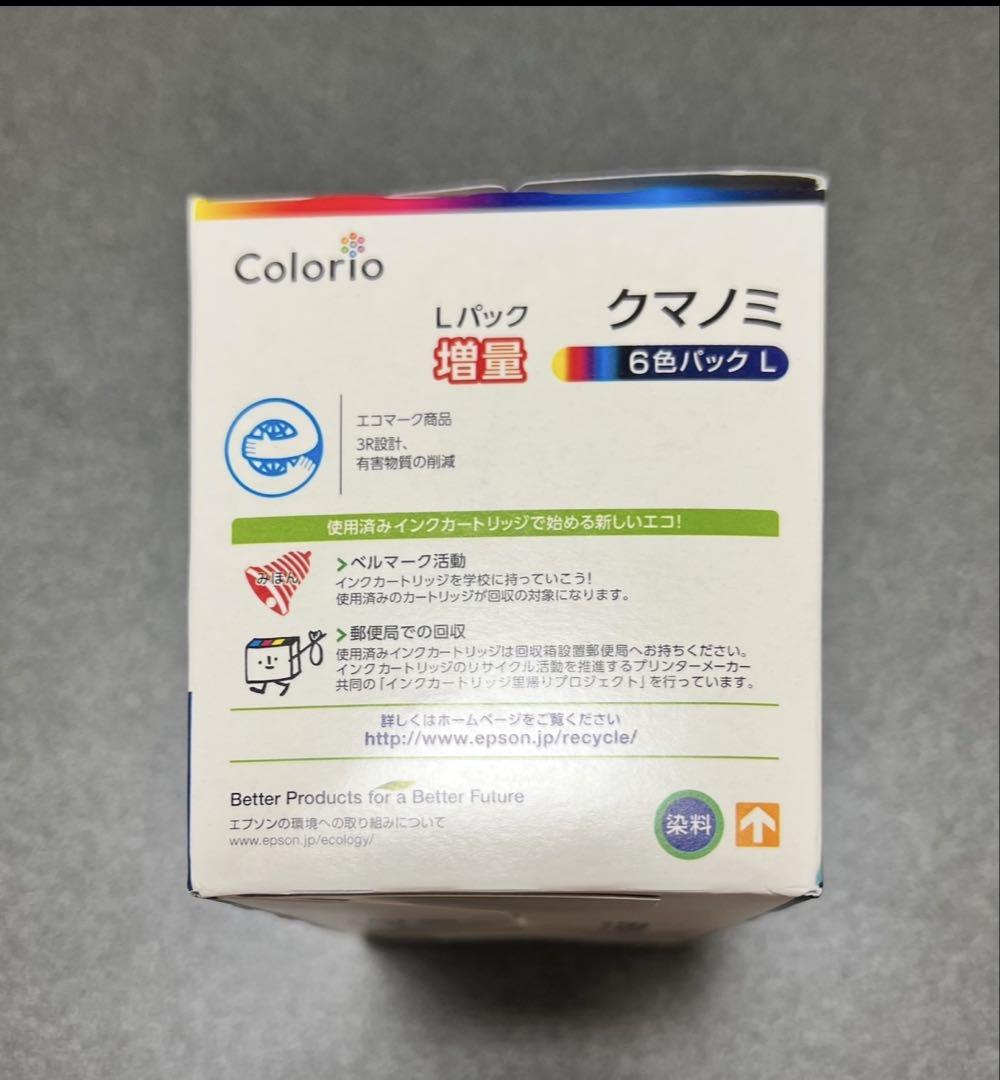 Colorio
クマノミ
Lパック
増量
6色パック L
エコマーク商品
3R設計、
有害物質の削減
使用済みインクカートリッジで始める新しいエコ!
みほん
ベルマーク活動
インクカートリッジを学校に持っていこう!
使用済みのカートリッジが回収の対象になります。
郵便局での回収
使用済みインクカートリッジは回収箱設置郵便局へお持ちください。
インクカートリッジのリサイクル活動を推進するプリンターメーカー
共同の「インクカートリッジ里帰りプロジェクト」を行っています。
詳しくはホームページをご覧ください
http://www.epson.jp/recycle/
Better Products for a Better Future
エプソンの環境への取り組みについて
www.epson.jp/ecology/
染料